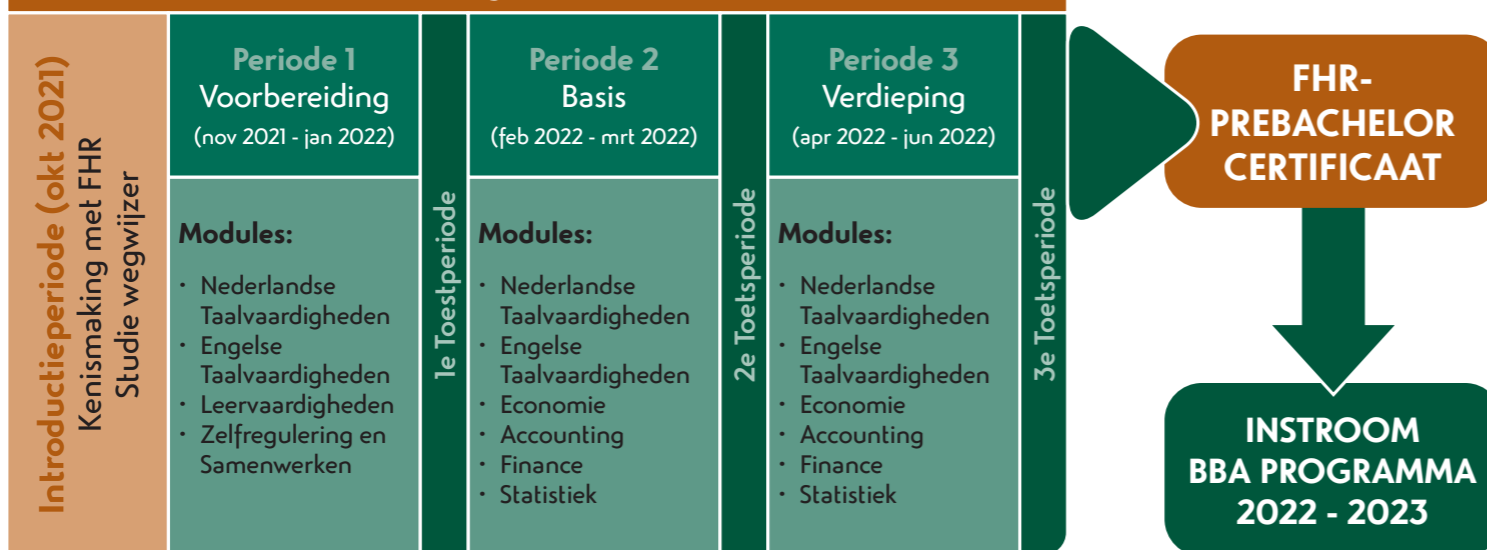 Introductieperiode (okt 2021)
Kenismaking met FHR
Studie wegwijzer
Periode 1
Voorbereiding
(nov 2021 - jan 2022)
Modules:
· Nederlandse
Taalvaardigheden
· Engelse
Taalvaardigheden
· Leervaardigheden
· Zelfregulering en
Samenwerken
1e Toestperiode
Periode 2
Basis
(feb 2022 - mrt 2022)
Modules:
· Nederlandse
Taalvaardigheden
· Engelse
Taalvaardigheden
· Economie
· Accounting
· Finance
· Statistiek
2e Toetsperiode
Periode 3
Verdieping
(apr 2022 - jun 2022)
Modules:
· Nederlandse
Taalvaardigheden
· Engelse
Taalvaardigheden
· Economie
· Accounting
· Finance
· Statistiek
3e Toetsperiode
FHR-
PREBACHELOR
CERTIFICAAT
INSTROOM
BBA PROGRAMMA
2022 - 2023